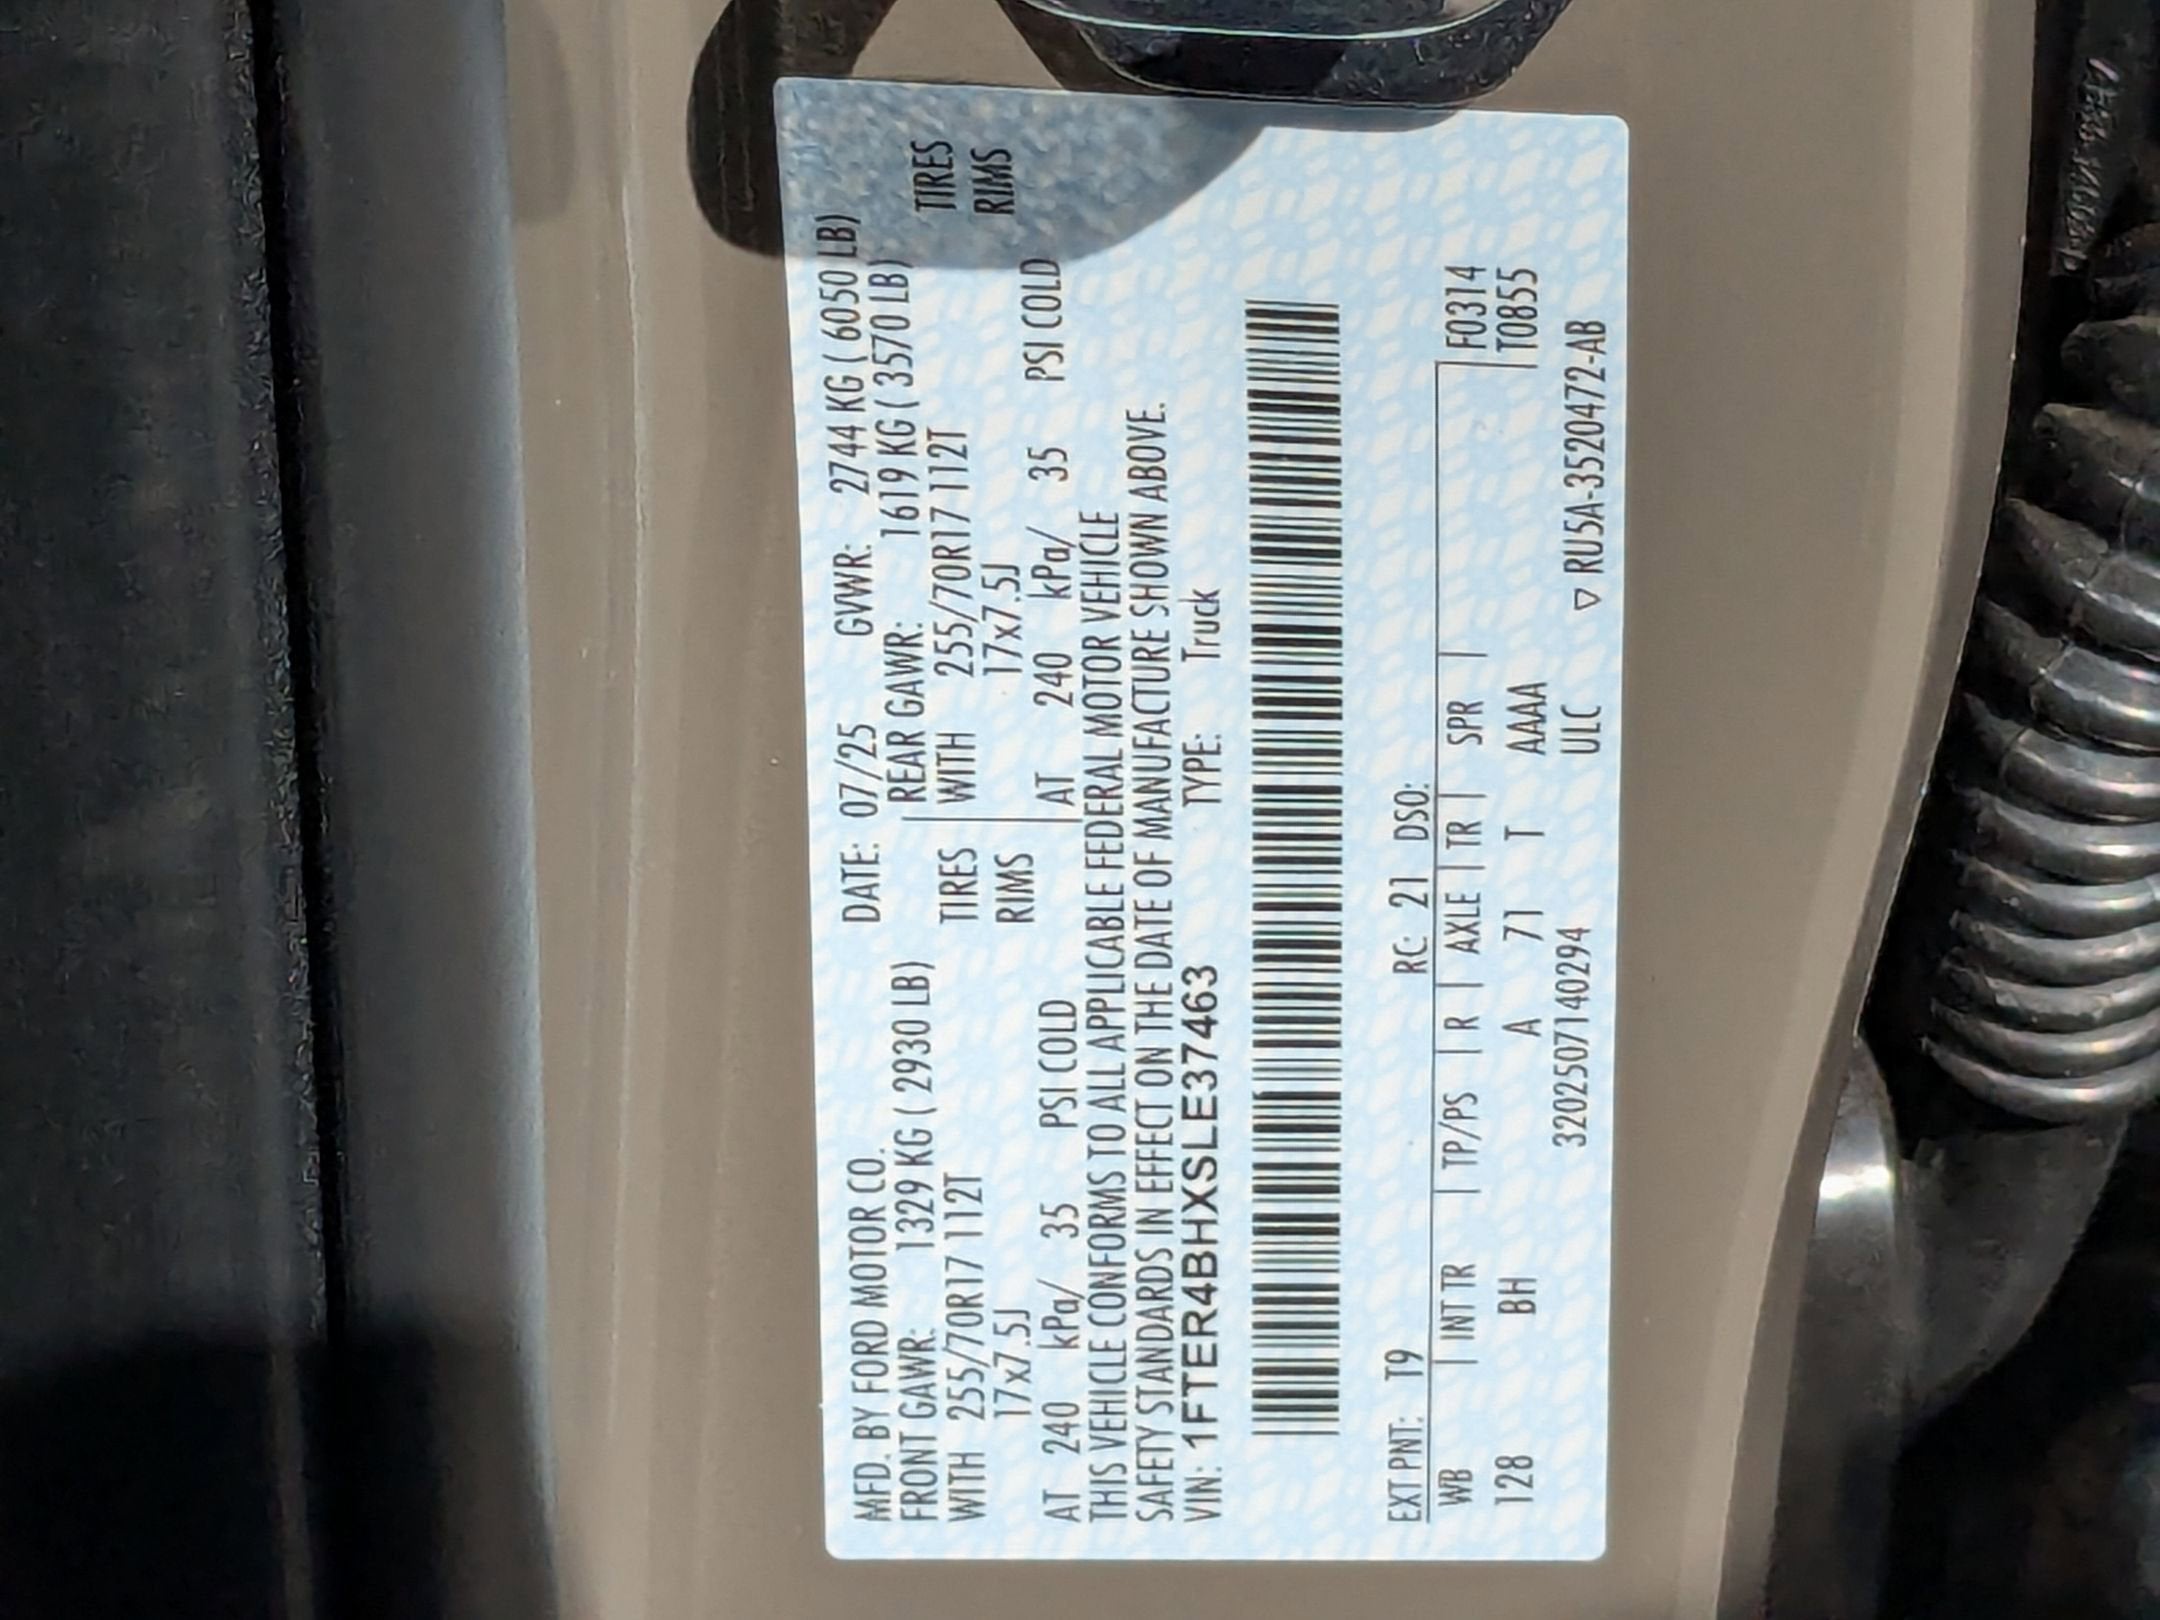 MFD. BY FORD MOTOR CO. DATE: 07/25 GVWR: 2744 KG ( 6050 LB)
FRONT GAWR: 1329 KG ( 2930 LB) REAR GAWR: 1619 KG ( 3570 LB)
WITH 255/70R17 112T TIRES WITH 255/70R17 112T TIRES
17x7.5J RIMS 17x7.5J RIMS
AT 240 kPa/ 35 PSI COLD AT 240 kPa/ 35 PSI COLD
THIS VEHICLE CONFORMS TO ALL APPLICABLE FEDERAL MOTOR VEHICLE
SAFETY STANDARDS IN EFFECT ON THE DATE OF MANUFACTURE SHOWN ABOVE.
VIN: 1FTER4BHXSLE37463 TYPE: Truck
EXT PNT: T9 RC: 21 DSO:
WB | INT TR | TP/PS | R | AXLE | TR | SPR | F0314
128 BH A 71 T AAAA T0855
3202507140294 ULC ▽ RU5A-3520472-AB